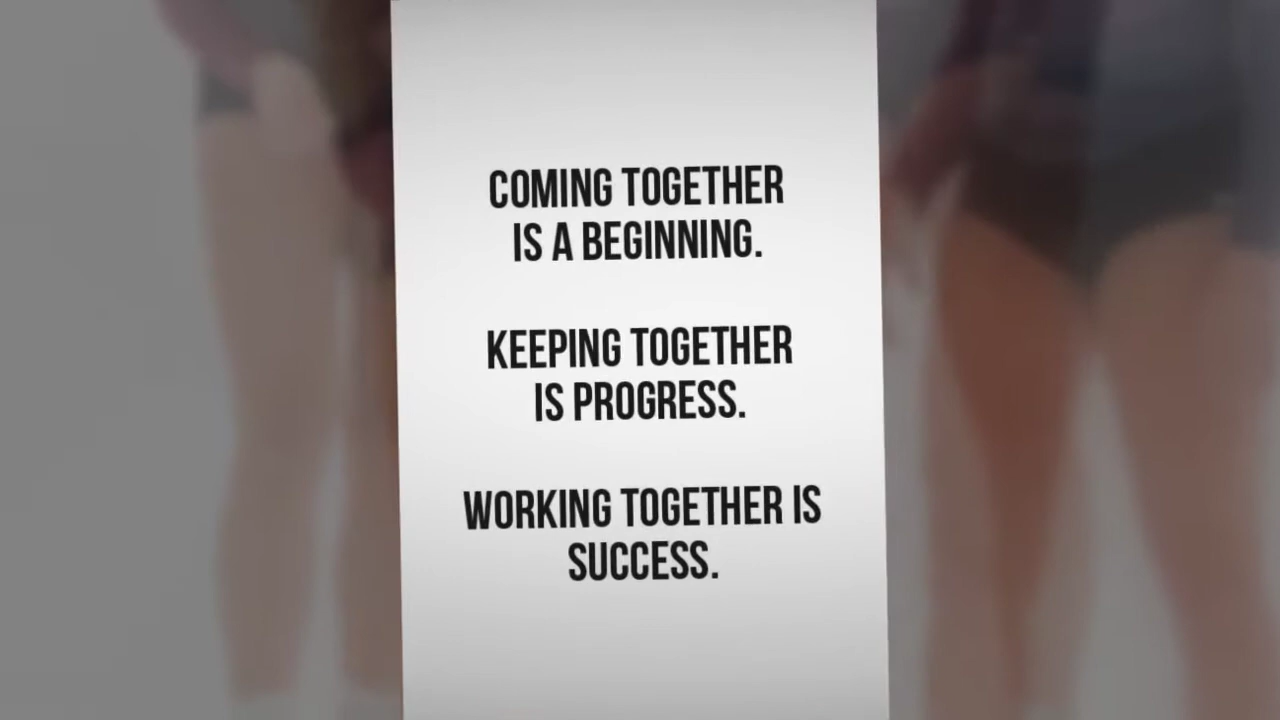 COMING TOGETHER
IS A BEGINNING.
KEEPING TOGETHER
IS PROGRESS.
WORKING TOGETHER IS
SUCCESS.